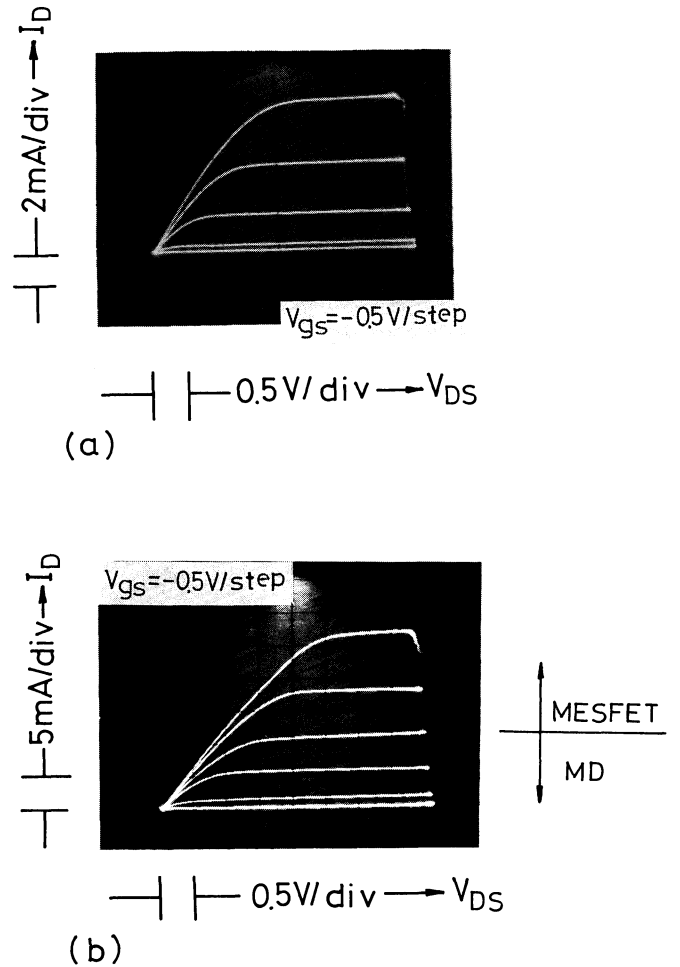 2mA/div→I_D
V_gs=-0.5V/step
0.5V/div→V_DS
(a)
V_gs=-0.5V/step
5mA/div→I_D
MESFET
MD
0.5V/div→V_DS
(b)